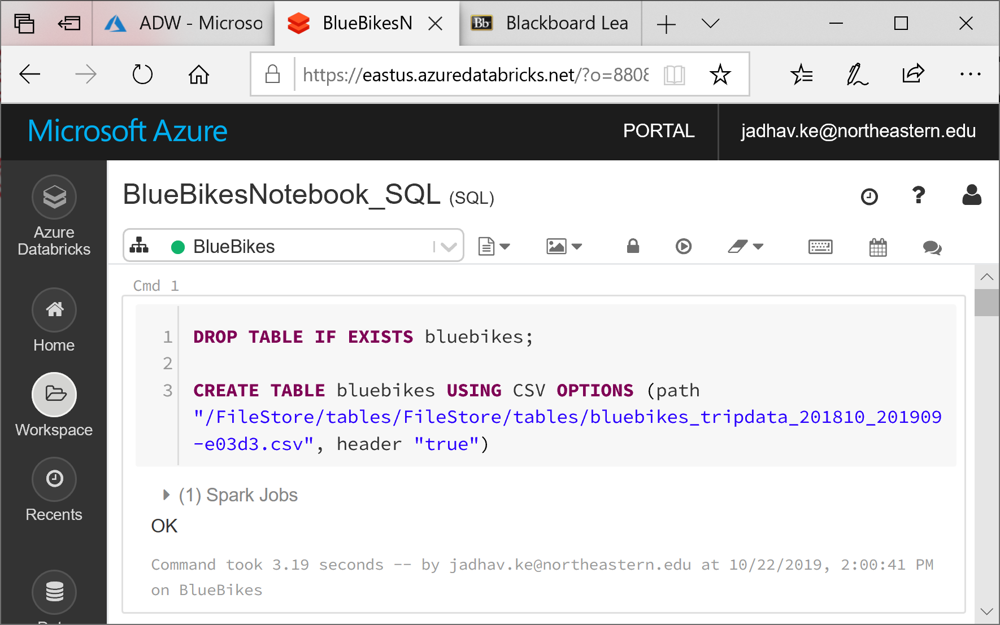 ADW - Microso
BlueBikesN
Bb
Blackboard Lea
https://eastus.azuredatabricks.net/?o=8808
Microsoft Azure
PORTAL
jadhav.ke@northeastern.edu
Azure
Databricks
Home
Workspace
Recents
BlueBikesNotebook_SQL (SQL)
BlueBikes
Cmd 1
1 DROP TABLE IF EXISTS bluebikes;
2
3 CREATE TABLE bluebikes USING CSV OPTIONS (path
"/FileStore/tables/FileStore/tables/bluebikes_tripdata_201810_201909
-e03d3.csv", header "true")
(1) Spark Jobs
OK
Command took 3.19 seconds -- by jadhav.ke@northeastern.edu at 10/22/2019, 2:00:41 PM
on BlueBikes